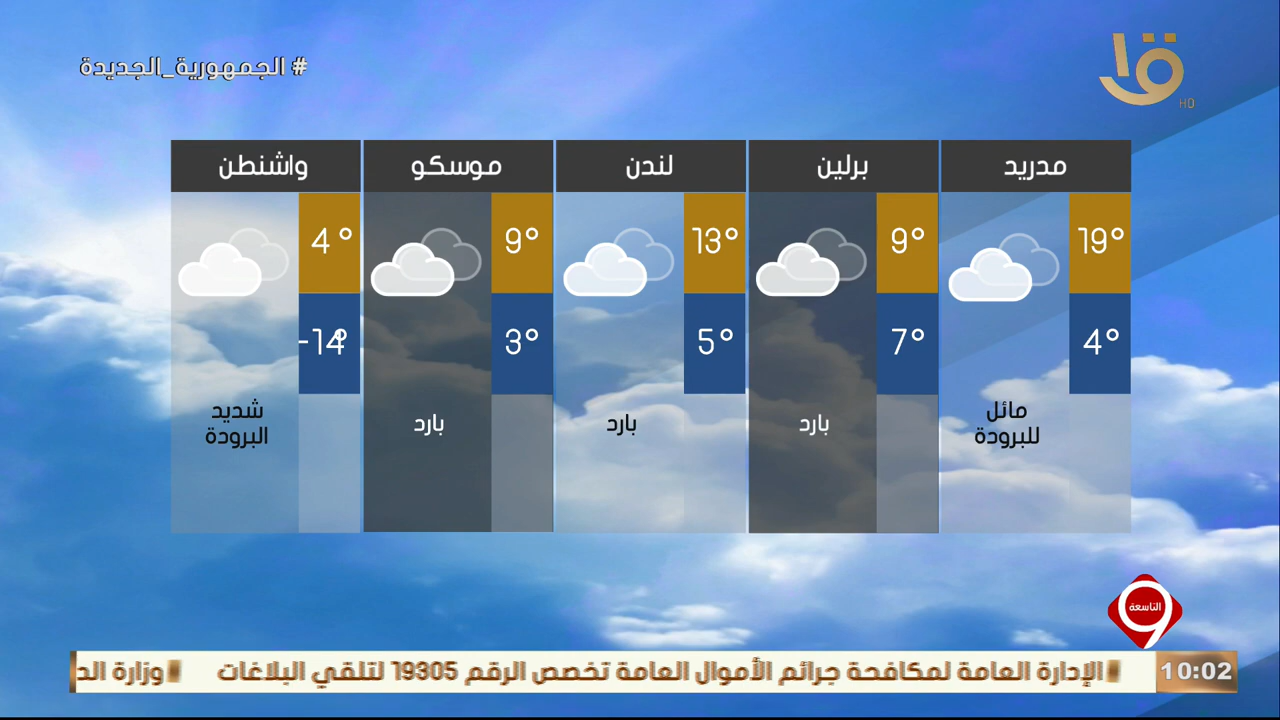 # الجمهورية_الجديدة
HD
مدريد
19°
4°
مائل
للبرودة
برلين
9°
7°
بارد
لندن
13°
5°
بارد
موسكو
9°
3°
بارد
واشنطن
4°
-14°
شديد
البرودة
التاسعة
9
10:02
الإدارة العامة لمكافحة جرائم الأموال العامة تخصص الرقم 19305 لتلقي البلاغات
وزارة الد